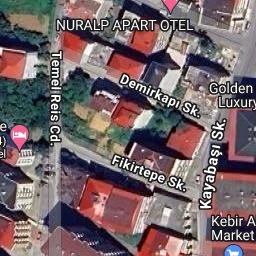 NURALP APART OTEL
Temel Reis Cd.
Demirkapı Sk.
Golden
Luxury
Kayabaşı Sk.
Fikirtepe Sk.
Kebir A
Market